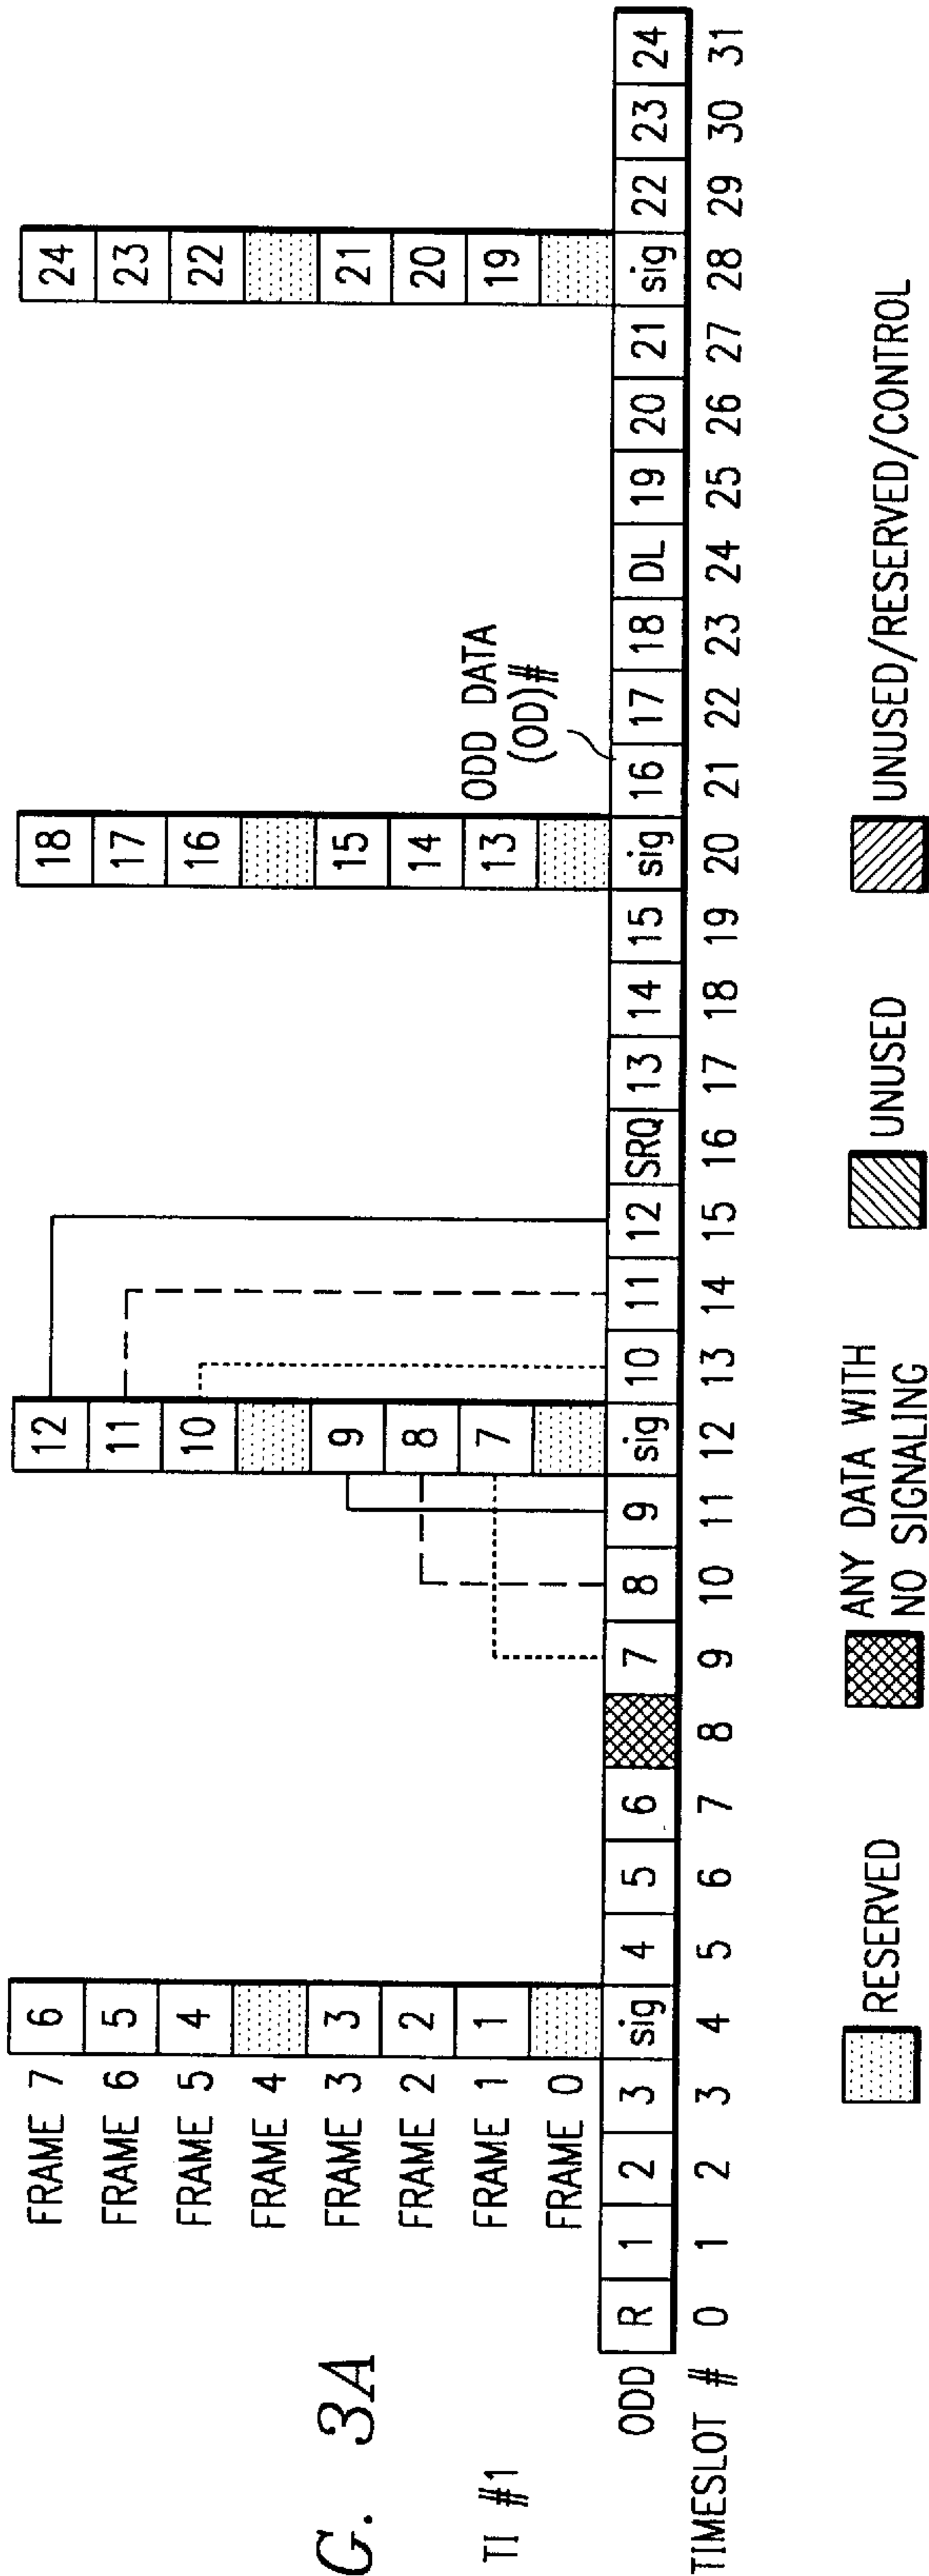 G. 3A
TI #1
FRAME 7 6 12 18 24
FRAME 6 5 11 17 23
FRAME 5 4 10 16 22
FRAME 4
FRAME 3 3 9 15 21
FRAME 2 2 8 14 20
FRAME 1 1 7 13 19
FRAME 0
ODD DATA
(OD)#
ODD R 1 2 3 sig 4 5 6 7 8 9 sig 10 11 12 SRQ 13 14 15 sig 16 17 18 DL 19 20 21 sig 22 23 24
TIMESLOT # 0 1 2 3 4 5 6 7 8 9 10 11 12 13 14 15 16 17 18 19 20 21 22 23 24 25 26 27 28 29 30 31
RESERVED
ANY DATA WITH
NO SIGNALING
UNUSED
UNUSED/RESERVED/CONTROL